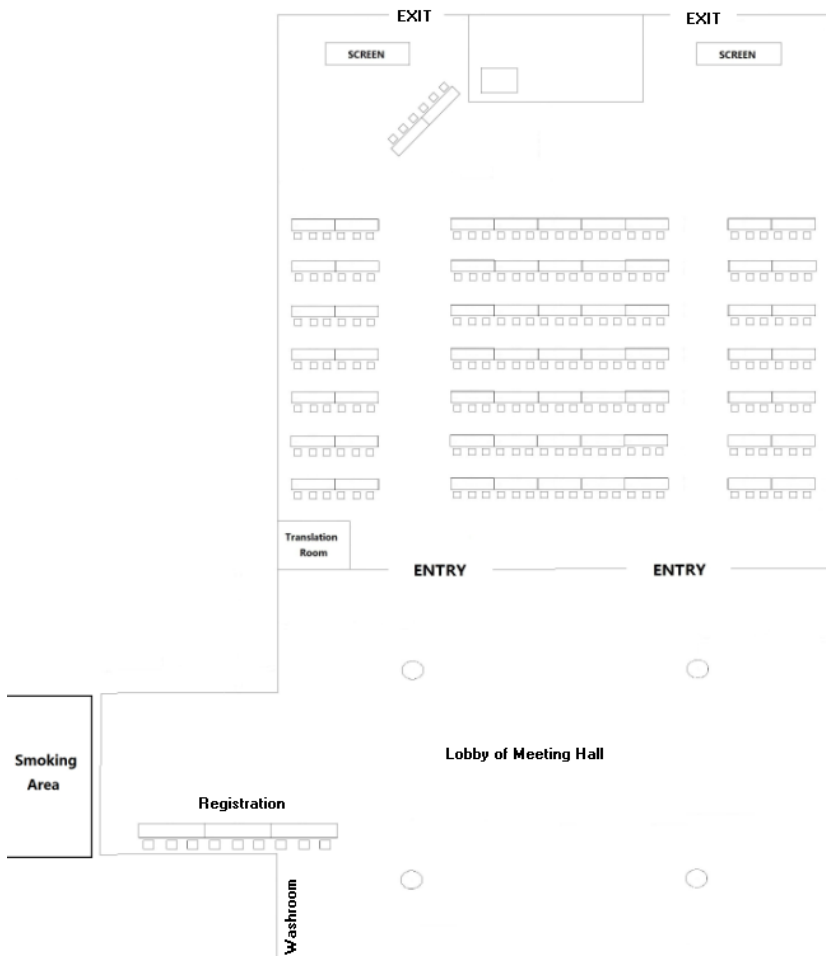 EXIT
EXIT
SCREEN
SCREEN
Translation
Room
ENTRY
ENTRY
Smoking
Area
Lobby of Meeting Hall
Registration
Washroom